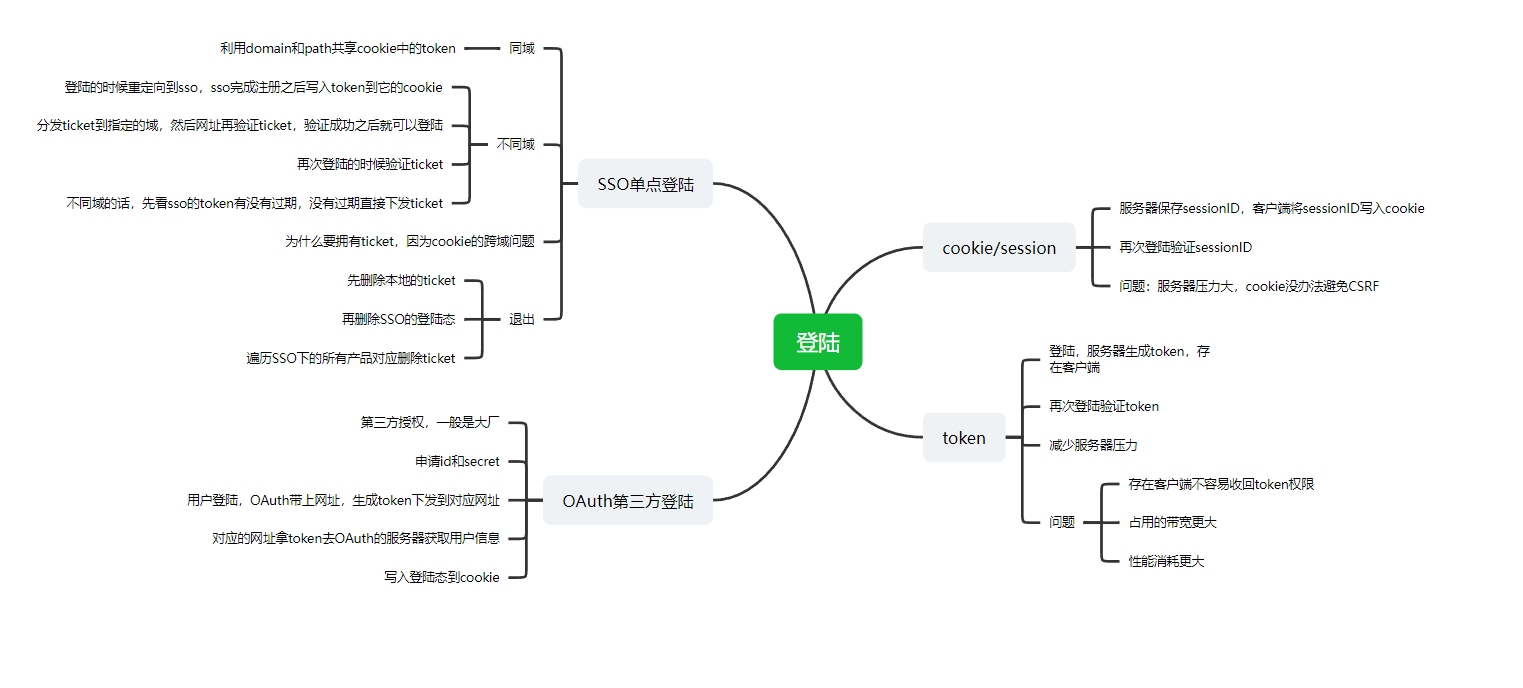 登陆
cookie/session
服务器保存sessionID，客户端将sessionID写入cookie
再次登陆验证sessionID
问题：服务器压力大，cookie没办法避免CSRF
token
登陆，服务器生成token，存
在客户端
再次登陆验证token
减少服务器压力
问题
存在客户端不容易收回token权限
占用的带宽更大
性能消耗更大
SSO单点登陆
同域
利用domain和path共享cookie中的token
不同域
登陆的时候重定向到sso，sso完成注册之后写入token到它的cookie
分发ticket到指定的域，然后网址再验证ticket，验证成功之后就可以登陆
再次登陆的时候验证ticket
不同域的话，先看sso的token有没有过期，没有过期直接下发ticket
为什么要拥有ticket，因为cookie的跨域问题
退出
先删除本地的ticket
再删除SSO的登陆态
遍历SSO下的所有产品对应删除ticket
OAuth第三方登陆
第三方授权，一般是大厂
申请id和secret
用户登陆，OAuth带上网址，生成token下发到对应网址
对应的网址拿token去OAuth的服务器获取用户信息
写入登陆态到cookie